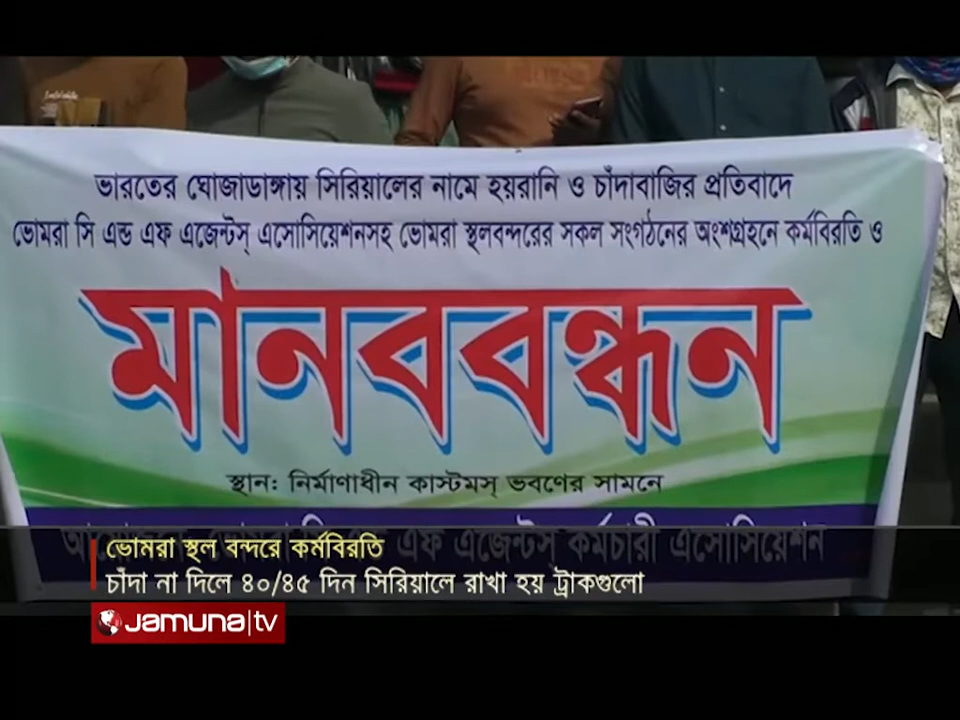 ভারতের ঘোজাডাঙ্গায় সিরিয়ালের নামে হয়রানি ও চাঁদাবাজির প্রতিবাদে
ভোমরা সি এন্ড এফ এজেন্টস্ এসোসিয়েশনসহ ভোমরা স্থলবন্দরের সকল সংগঠনের অংশগ্রহনে কর্মবিরতি ও
মানববন্ধন
স্থান: নির্মাণাধীন কাস্টমস্ ভবণের সামনে
এফ এজেন্টস্ কর্মচারী এসোসিয়েশন
ভোমরা স্থল বন্দরে কর্মবিরতি
চাঁদা না দিলে ৪০/৪৫ দিন সিরিয়ালে রাখা হয় ট্রাকগুলো
Jamuna|tv